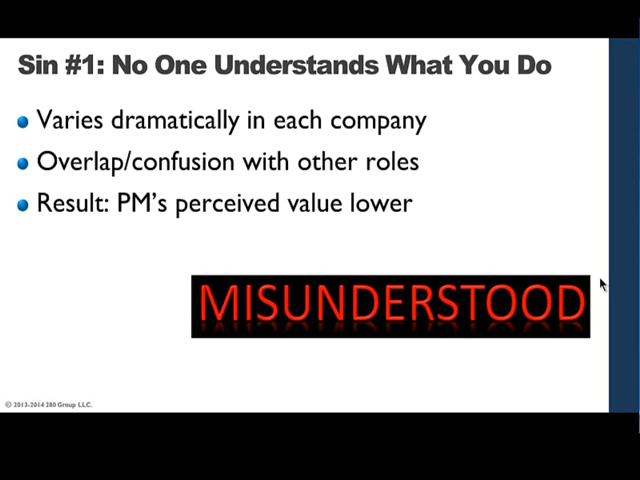 Sin #1: No One Understands What You Do
Varies dramatically in each company
Overlap/confusion with other roles
Result: PM's perceived value lower
MISUNDERSTOOD
© 2013-2014 280 Group LLC.